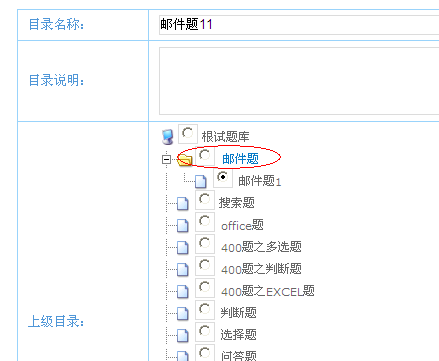 目录名称: 邮件题11
目录说明:
根试题库
邮件题
邮件题1
搜索题
office题
400题之多选题
400题之判断题
400题之EXCEL题
判断题
上级目录: 选择题
问答题